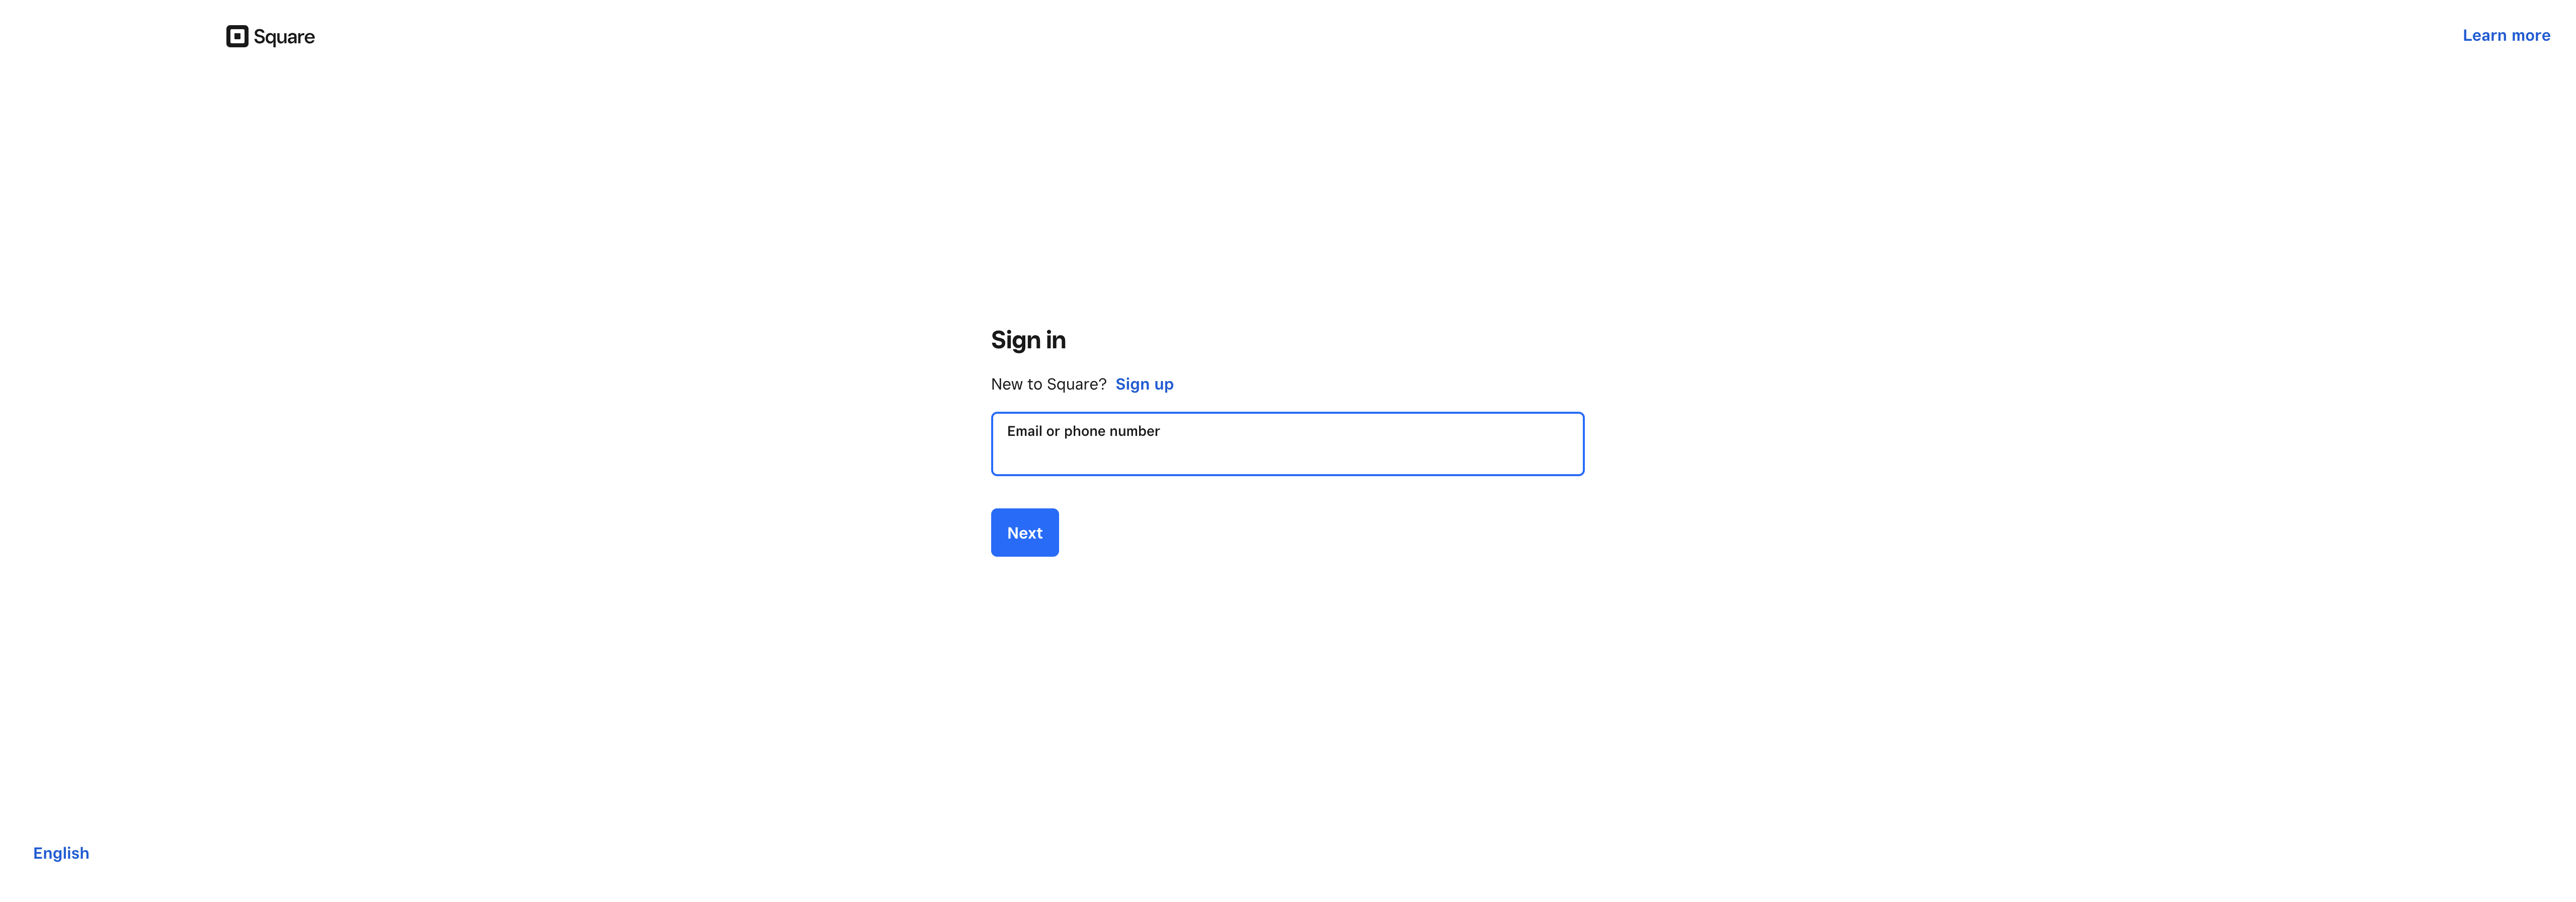 Square
Learn more
Sign in
New to Square? Sign up
Email or phone number
Next
English